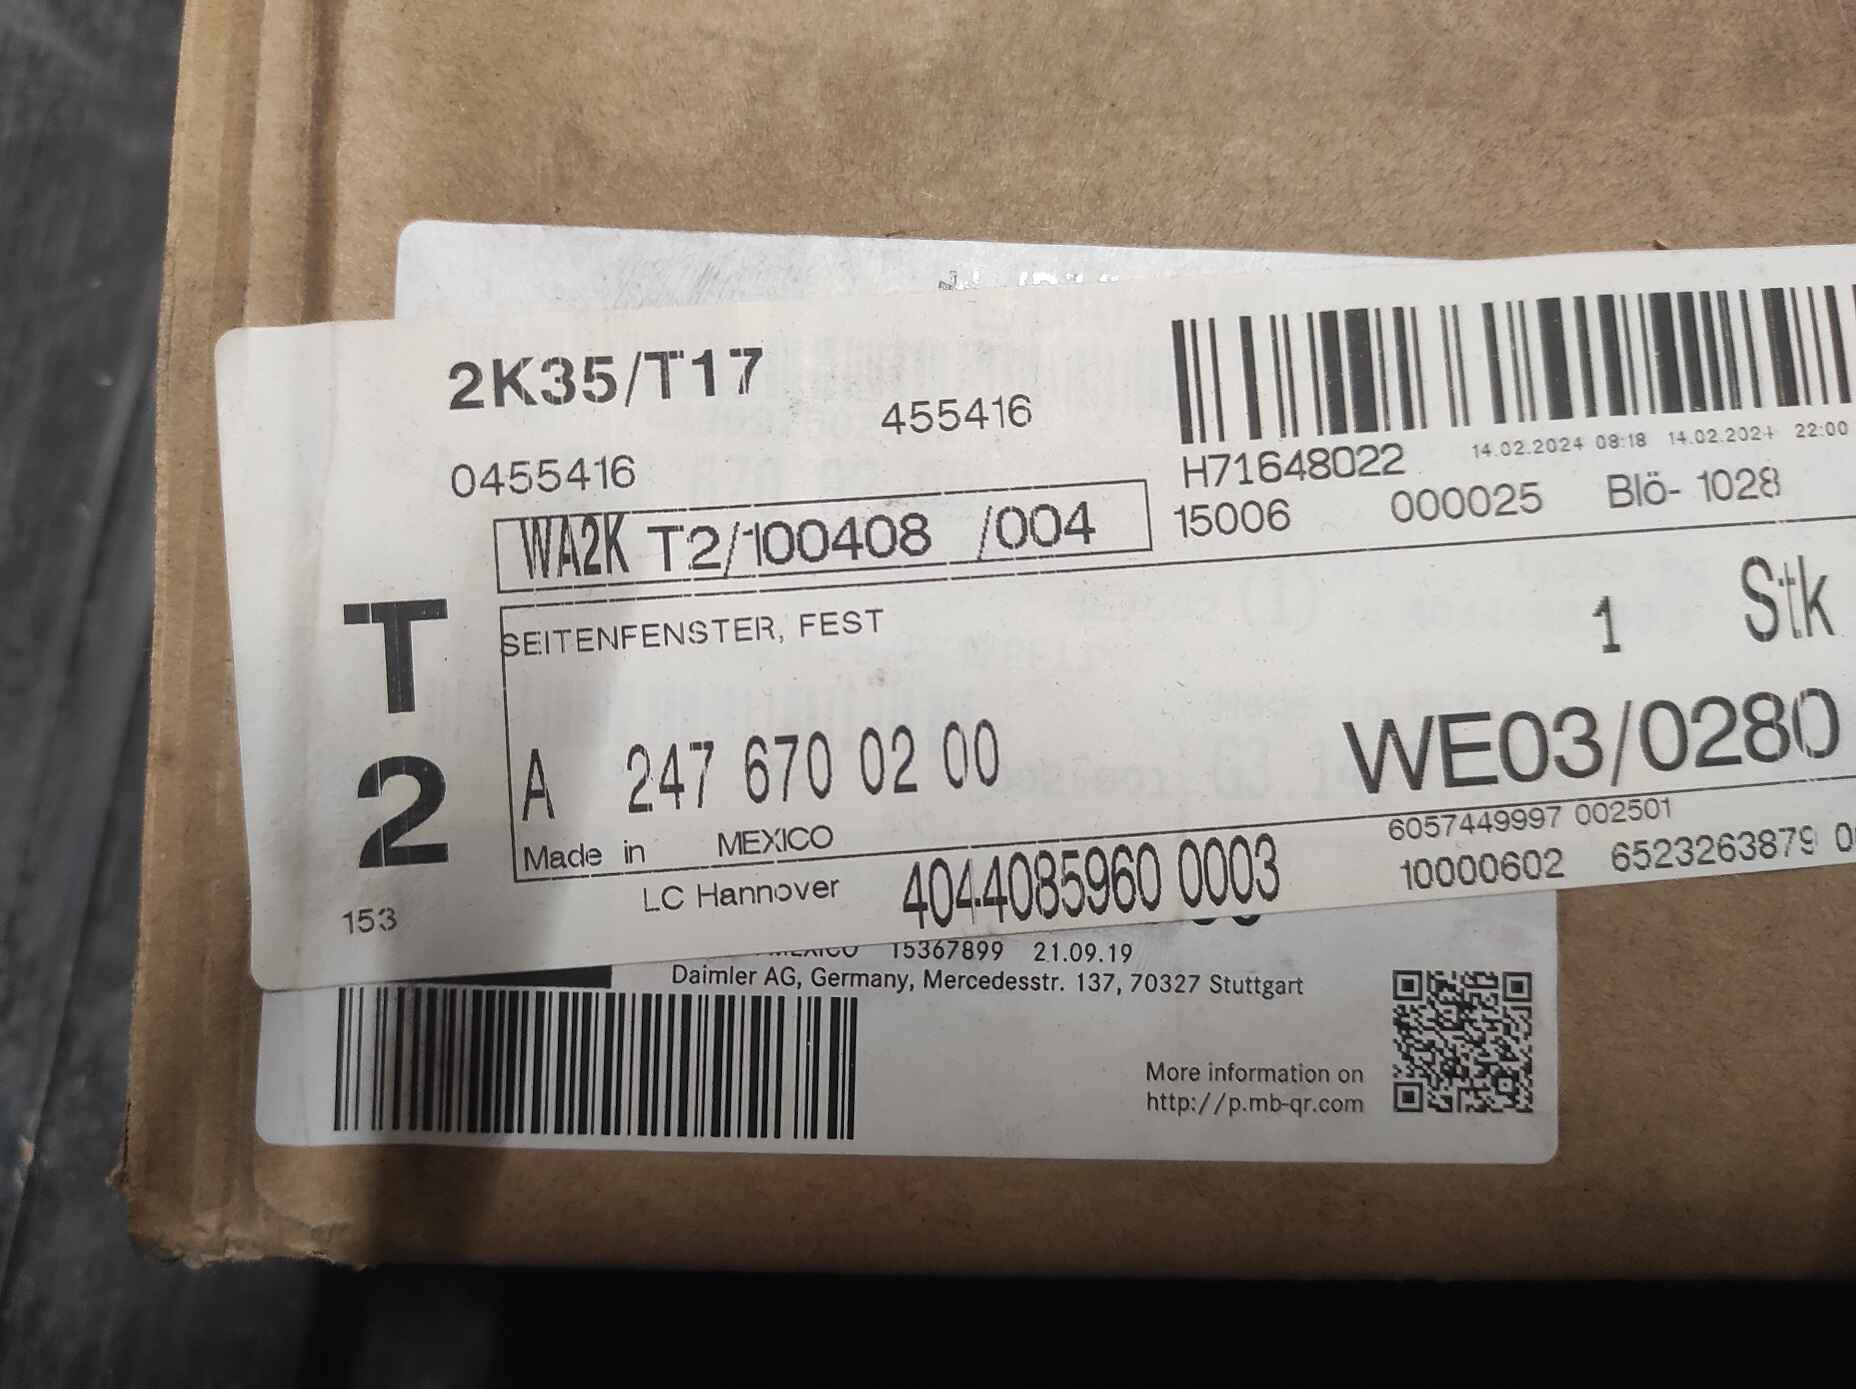 2K35/T17
455416
0455416
H71648022 14.02.2024 08:18 14.02.2024 22:00
15006 000025 Blö- 1028
WA2K T2/100408 /004
T2
SEITENFENSTER, FEST
1 Stk
A 247 670 02 00
WE03/0280
Made in MEXICO
6057449997 002501
LC Hannover 4044085960 0003
10000602 6523263879
153
MEXICO 15367899 21.09.19
Daimler AG, Germany, Mercedesstr. 137, 70327 Stuttgart
More information on
http://p.mb-qr.com